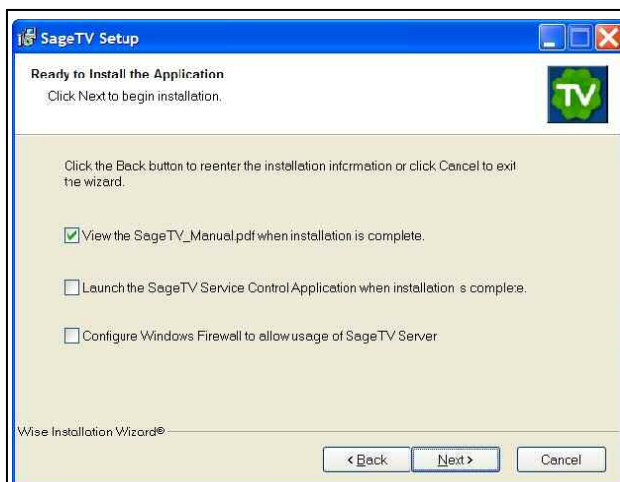 SageTV Setup
Ready to Install the Application
Click Next to begin installation.
TV
Click the Back button to reenter the installation information or click Cancel to exit
the wizard.
View the SageTV_Manual.pdf when installation is complete.
Launch the SageTV Service Control Application when installation is complete.
Configure Windows Firewall to allow usage of SageTV Server
Wise Installation Wizard®
< Back Next > Cancel